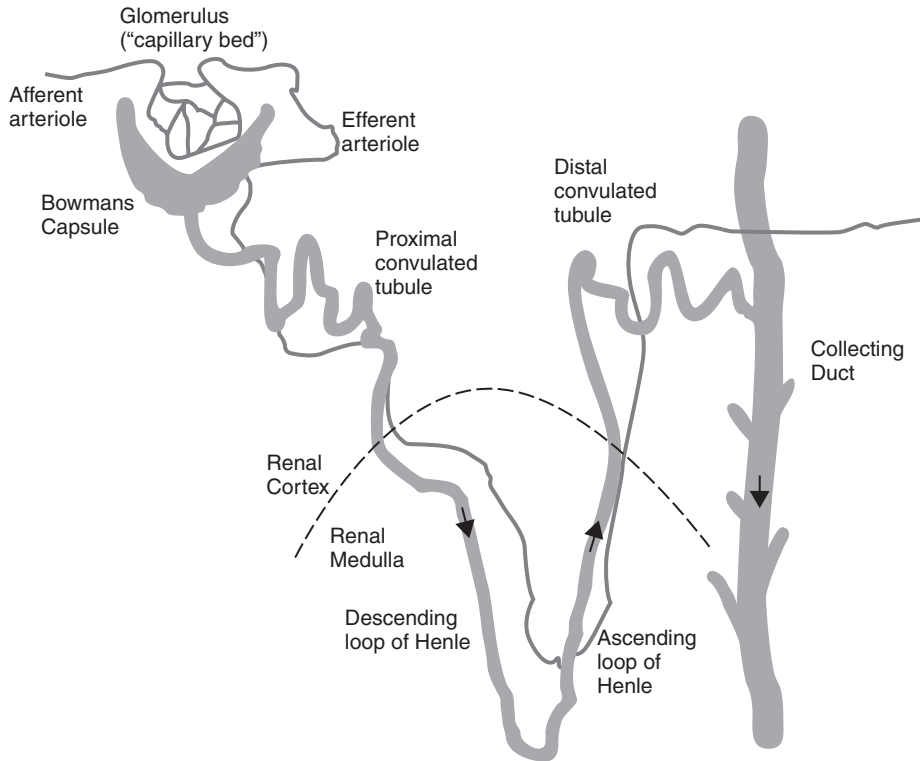 Glomerulus
(“capillary bed”)
Afferent
arteriole
Efferent
arteriole
Bowmans
Capsule
Proximal
convulated
tubule
Distal
convulated
tubule
Collecting
Duct
Renal
Cortex
Renal
Medulla
Descending
loop of Henle
Ascending
loop of
Henle